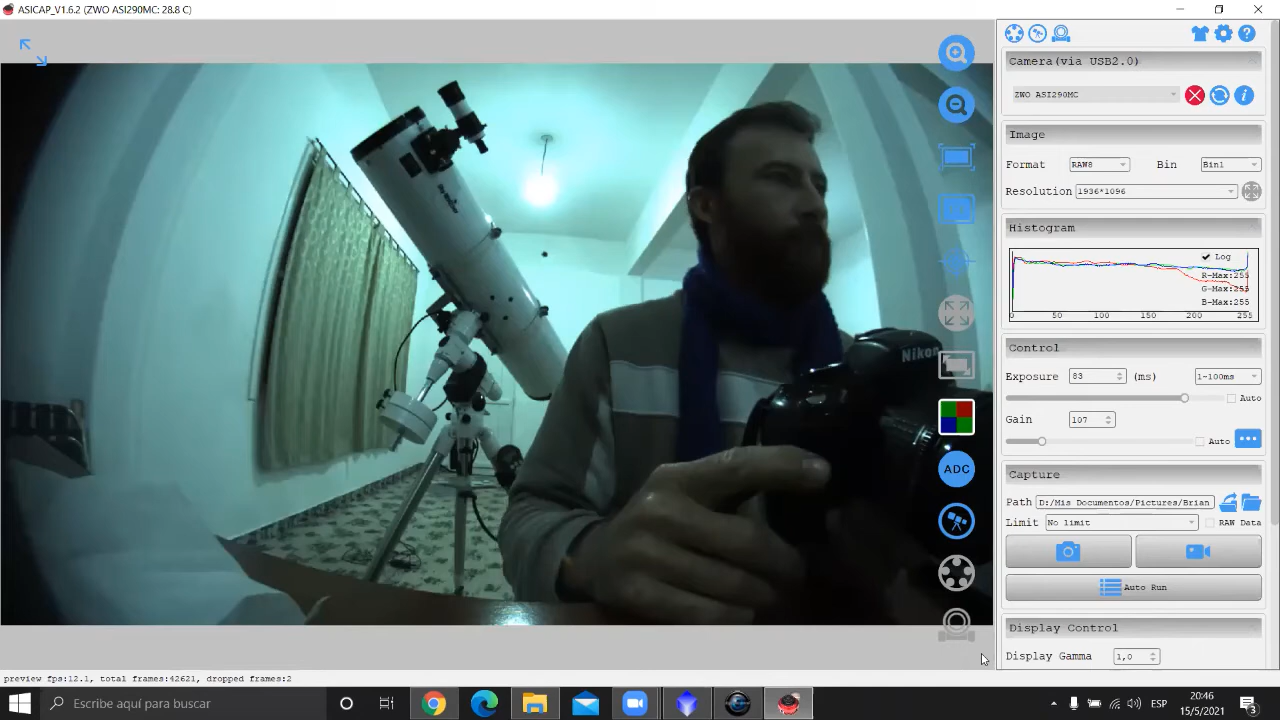 ASICAP_V1.6.2 (ZWO ASI290MC: 28.8 C)
Camera(via USB2.0)
ZWO ASI290MC
Image
Format RAW8 Bin Bin1
Resolution 1936*1096
Histogram
Log
R-Max:255
G-Max:255
B-Max:255
0 50 100 150 200 255
Control
Exposure 83 (ms) 1-100ms
Auto
Gain 107
Auto
Capture
Path D:/Mis Documentos/Pictures/Brian
Limit No limit RAW Data
Auto Run
Display Control
Display Gamma 1,0
ADC
Nikon
Sky-Watcher
preview fps:12.1, total frames:42621, dropped frames:2
Escribe aquí para buscar
ESP
20:46
15/5/2021
3